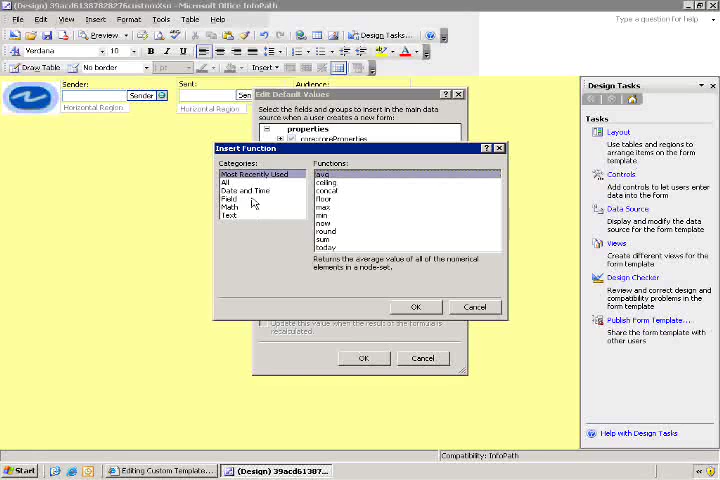 (Design) 39acd61387828276customXsn - Microsoft Office InfoPath
File Edit View Insert Format Tools Table Help
Type a question for help
Preview
Design Tasks...
Verdana 10 B I U
Draw Table No border 1 pt Insert
Sender: Sent: Audience:
Sender Sen
Horizontal Region Horizontal Region
Edit Default Values
Select the fields and groups to insert in the main data
source when a user creates a new form:
properties
core:coreProperties
Insert Function
Categories:
Most Recently Used
All
Date and Time
Field
Math
Text
Functions:
avg
ceiling
concat
floor
max
min
now
round
sum
today
Returns the average value of all of the numerical
elements in a node-set.
OK Cancel
Update this value when the result of the formula is
recalculated.
OK Cancel
Design Tasks
Tasks
Layout
Use tables and regions to
arrange items on the form
template
Controls
Add controls to let users enter
data into the form
Data Source
Display and modify the data
source for the form template
Views
Create different views for the
form template
Design Checker
Review and correct design and
compatibility problems in the
form template
Publish Form Template...
Share the form template with
other users
Help with Design Tasks
Compatibility: InfoPath
Start
Editing Custom Template...
(Design) 39acd61387...